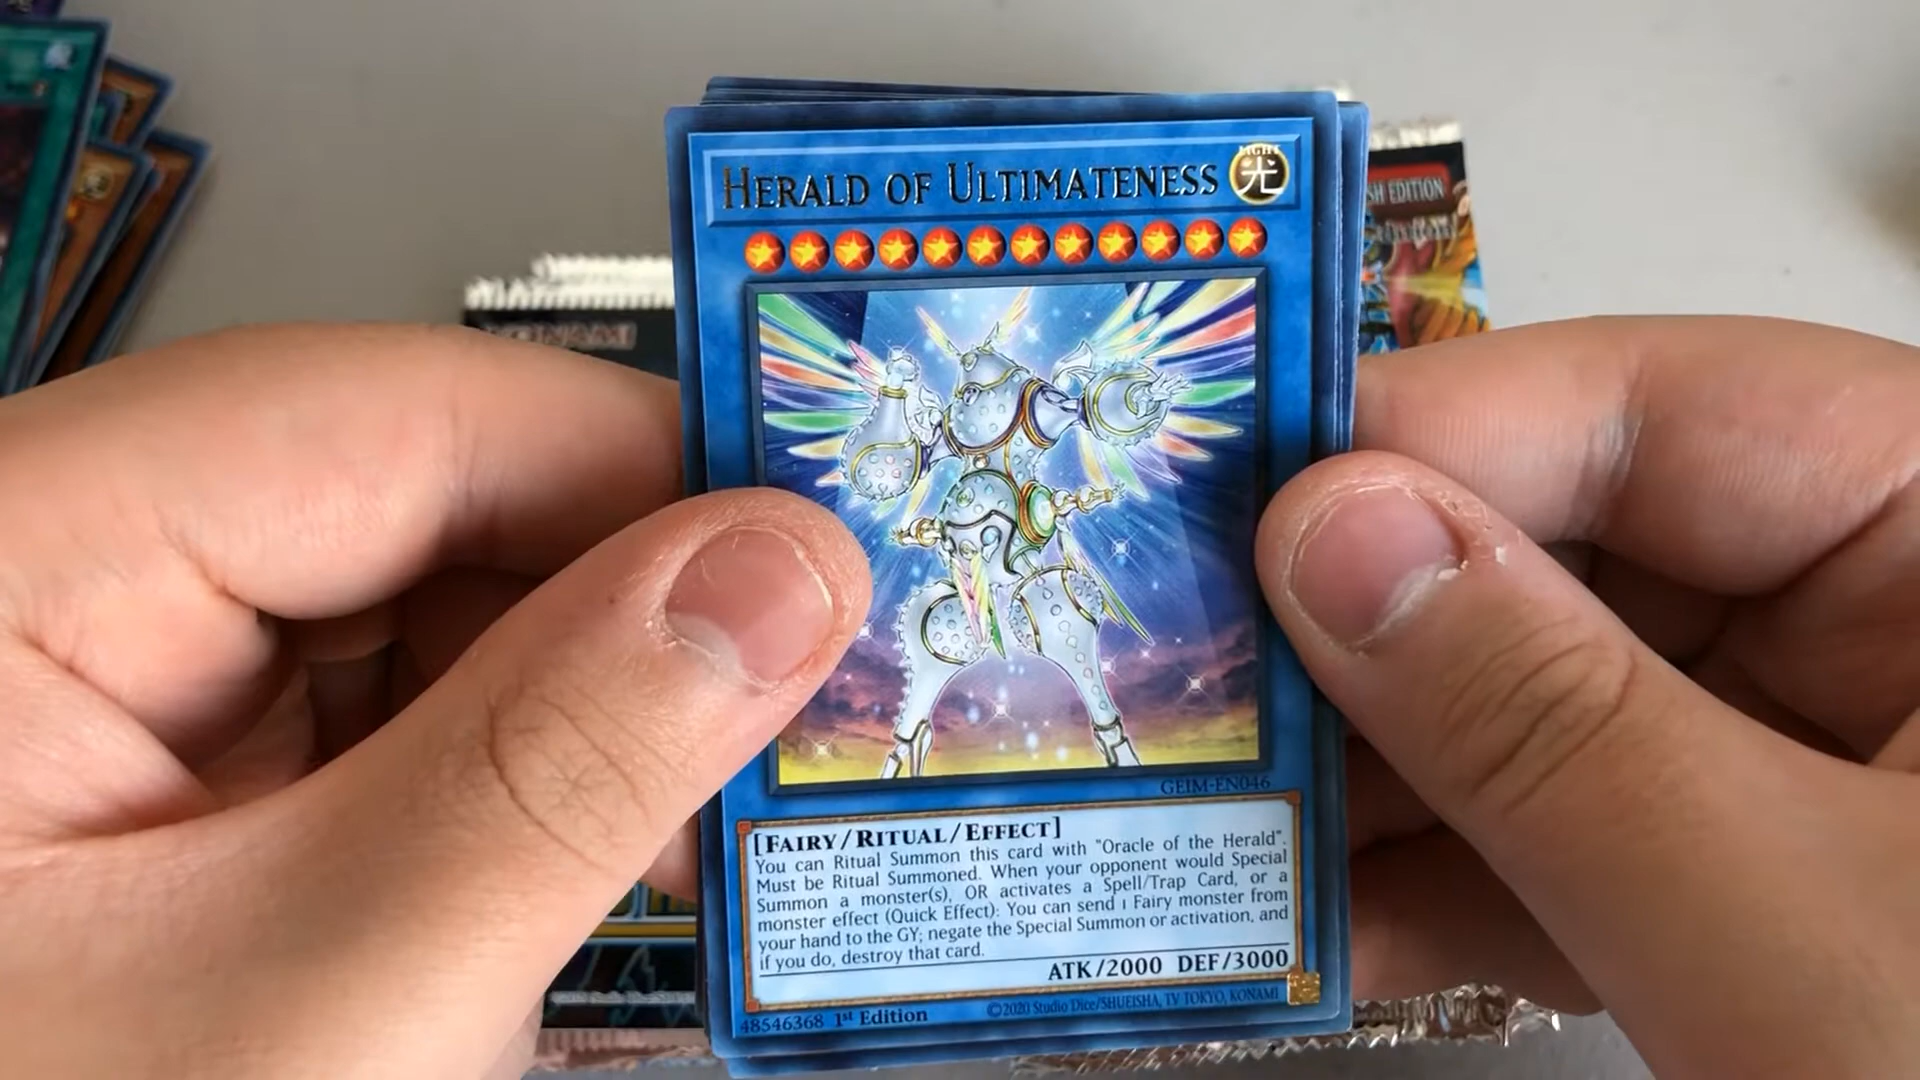 HERALD OF ULTIMATENESS
LIGHT
光
SH EDITION
KONAMI
GEIM-EN046
[FAIRY/RITUAL/EFFECT]
You can Ritual Summon this card with "Oracle of the Herald".
Must be Ritual Summoned. When your opponent would Special
Summon a monster(s), OR activates a Spell/Trap Card, or a
monster effect (Quick Effect): You can send 1 Fairy monster from
your hand to the GY; negate the Special Summon or activation, and
if you do, destroy that card.
ATK/2000 DEF/3000
48546368 1st Edition
©2020 Studio Dice/SHUEISHA, TV TOKYO, KONAMI